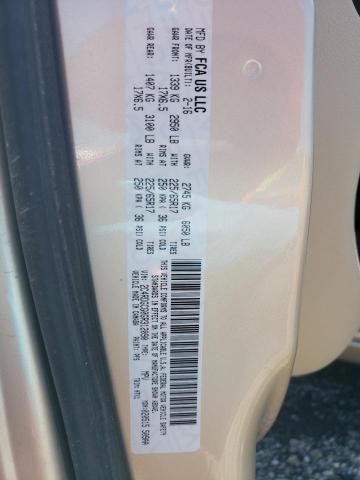 MFD BY FCA US LLC
DATE OF MFR(BUILT): 2-16 GVWR 2745 KG 6050 LB
GAWR FRONT: 1339 KG 2950 LB WITH 225/65R17 TIRES
17X6.5 RIMS AT 250 KPA ( 36 PSI) COLD
GAWR REAR: 1407 KG 3100 LB WITH 225/65R17 TIRES
17X6.5 RIMS AT 250 KPA ( 36 PSI) COLD
THIS VEHICLE CONFORMS TO ALL APPLICABLE U.S.A. FEDERAL MOTOR VEHICLE SAFETY
STANDARDS IN EFFECT ON THE DATE OF MANUFACTURE SHOWN ABOVE.
VIN: TYPE: MPV
MADE IN CANADA PAINT: TRIM: